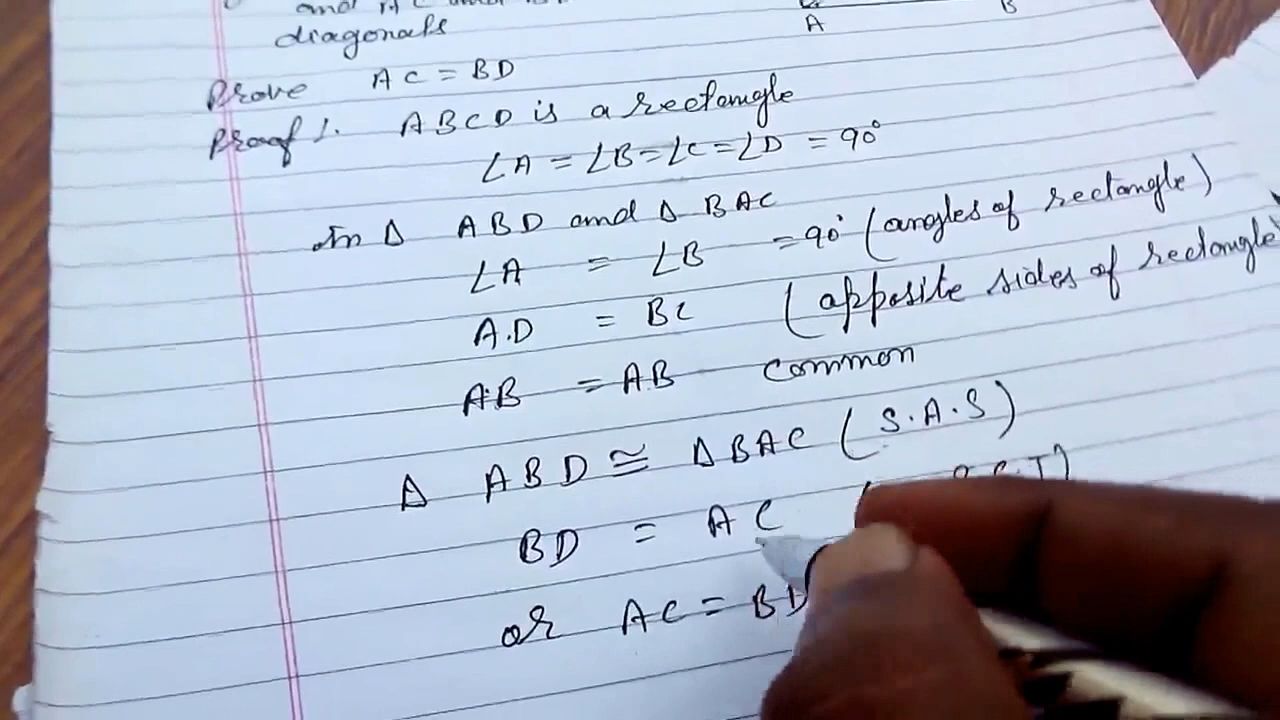 diagonals
A B
Prove AC = BD
Proof 1. ABCD is a rectangle
∠A = ∠B = ∠C = ∠D = 90°
In Δ ABD and Δ BAC
∠A = ∠B = 90° (angles of rectangle)
A.D = BC (opposite sides of rectangle)
AB = AB common
Δ ABD ≅ Δ BAC (S.A.S)
BD = AC
or AC = BD